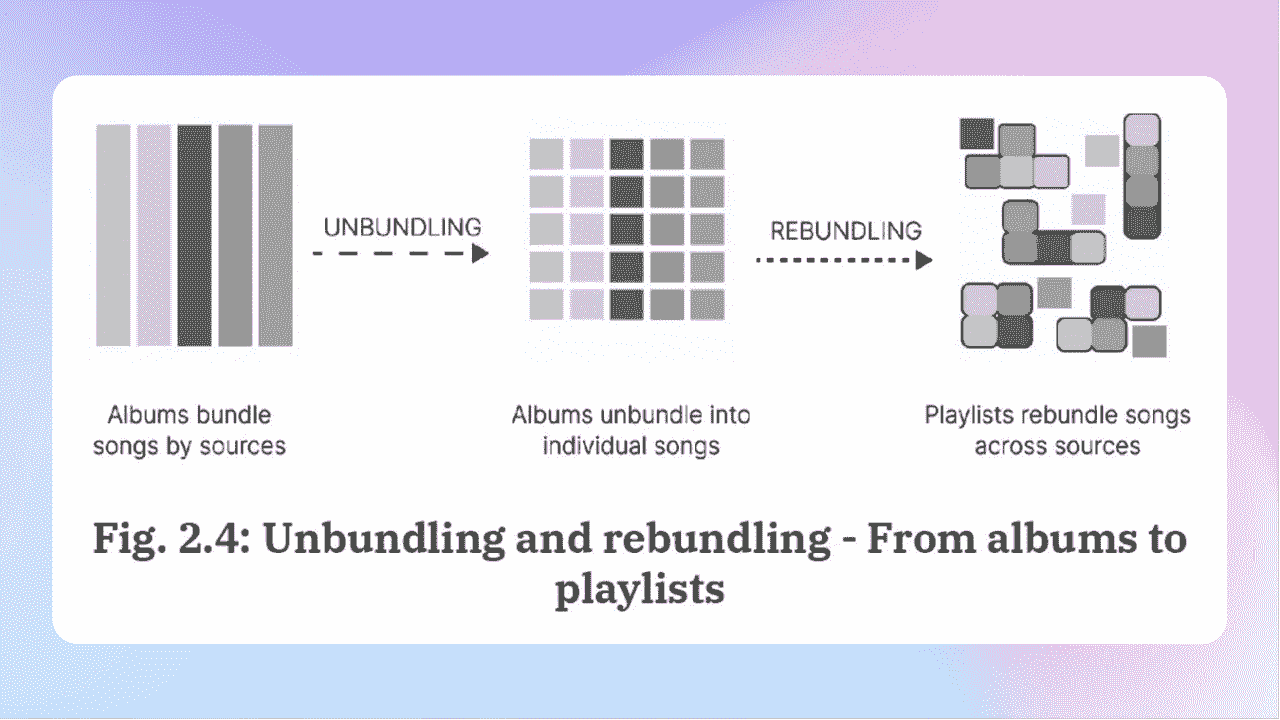 UNBUNDLING
REBUNDLING
Albums bundle
songs by sources
Albums unbundle into
individual songs
Playlists rebundle songs
across sources
Fig. 2.4: Unbundling and rebundling - From albums to
playlists